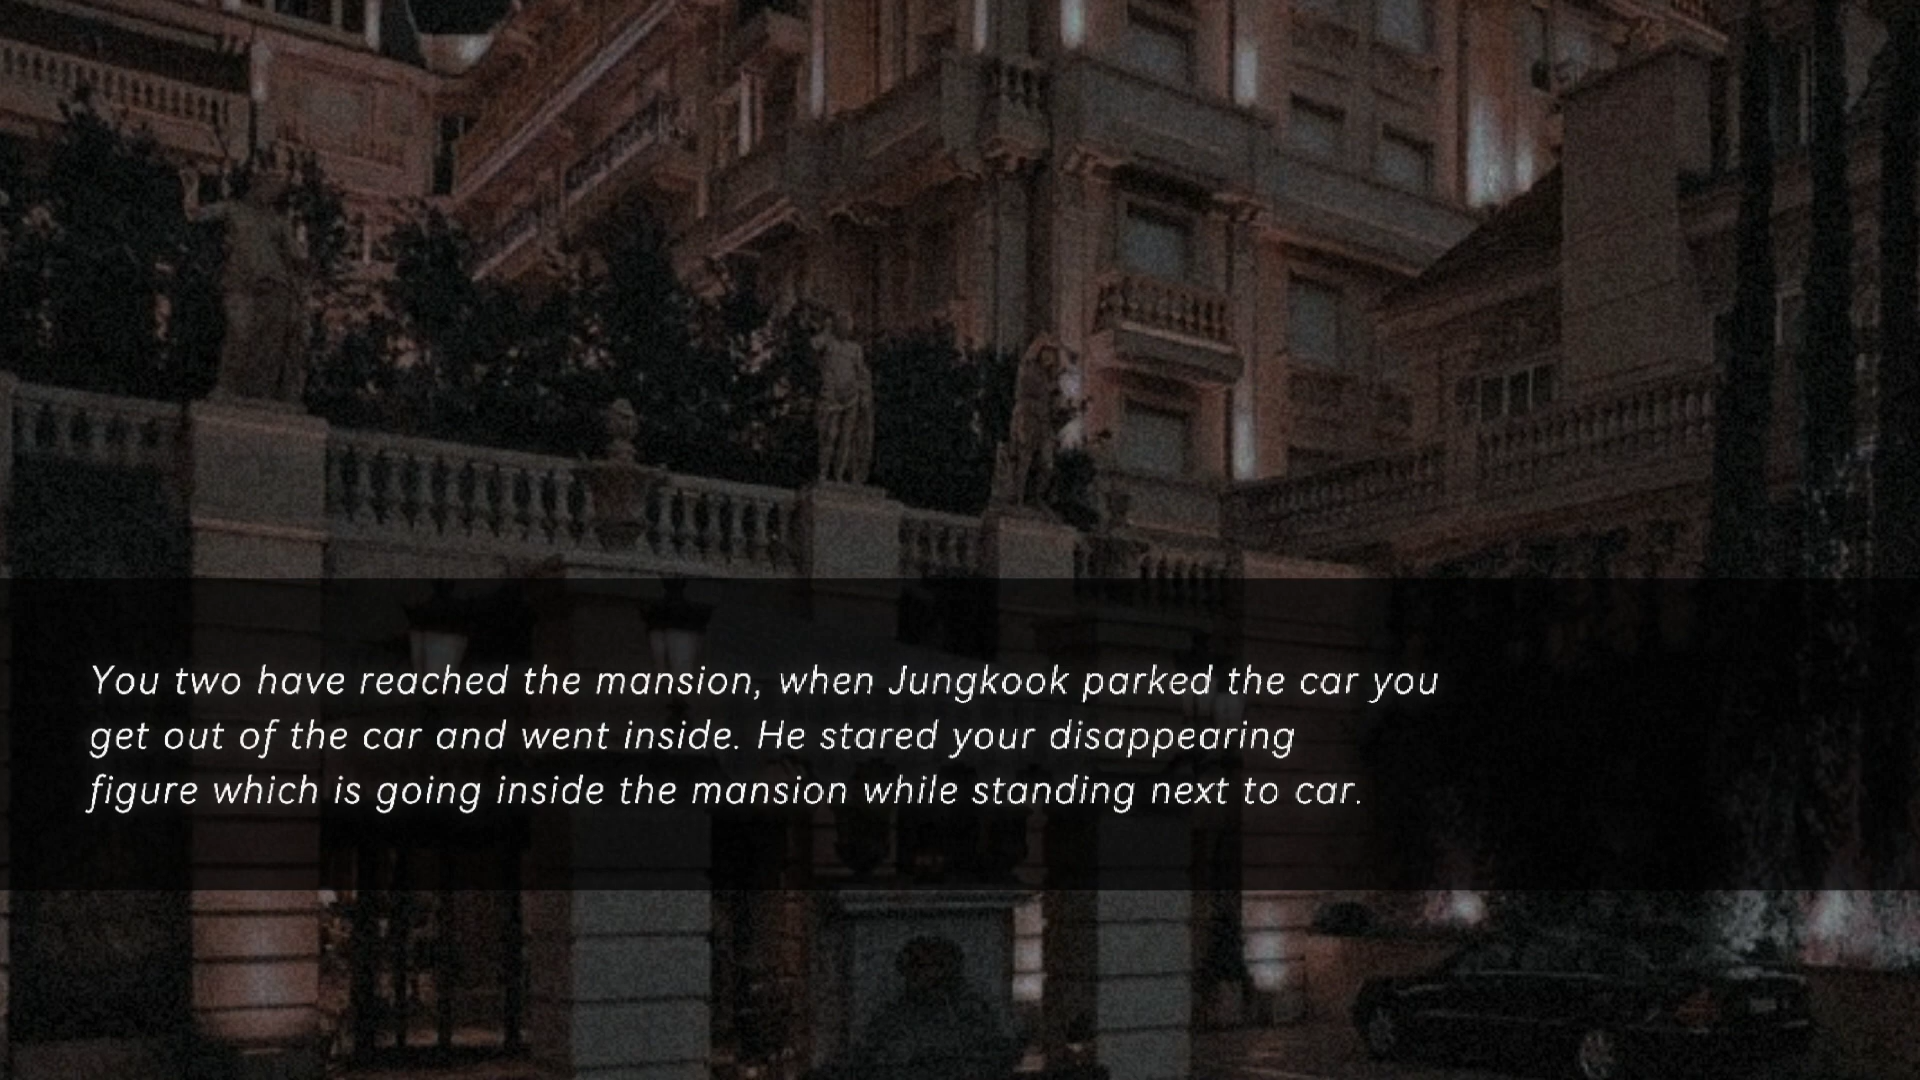 You two have reached the mansion, when Jungkook parked the car you
get out of the car and went inside. He stared your disappearing
figure which is going inside the mansion while standing next to car.